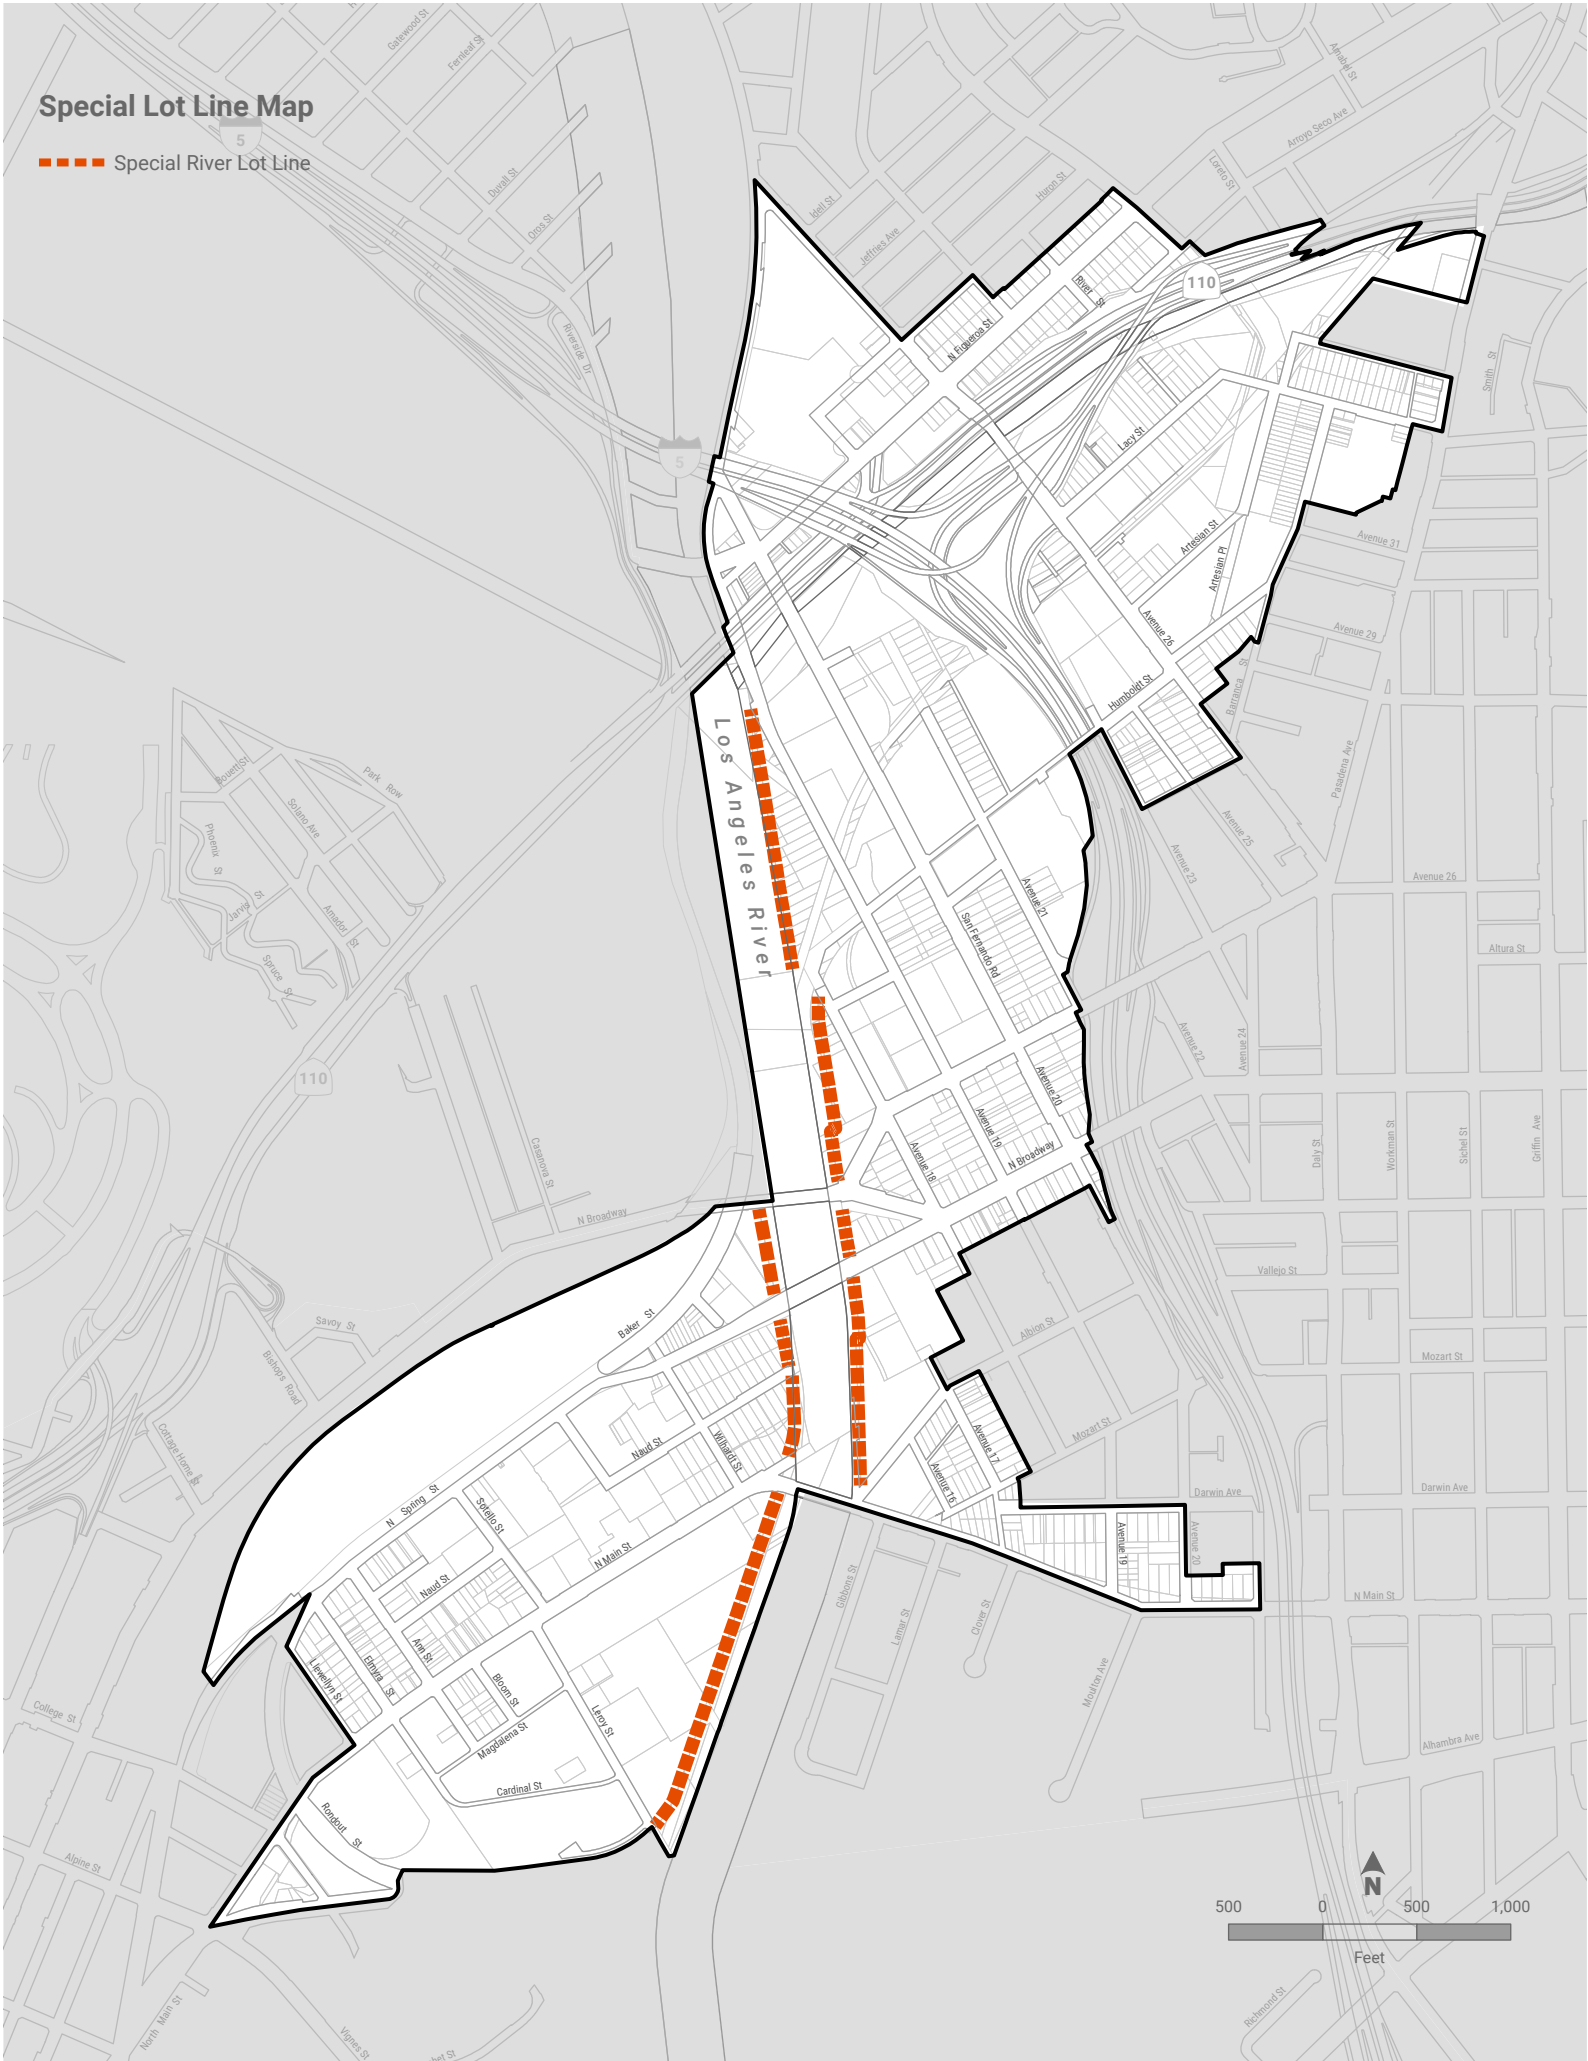 Special Lot Line Map
Special River Lot Line
5
Gatewood St
Fernleaf St
Duvall St
Oros St
Riverside Dr
5
Idell St
Jeffries Ave
Huron St
Loreto St
Arroyo Seco Ave
Amabel St
110
River St
N Figueroa St
Smith St
Lacy St
Artesian St
Artesian Pl
Avenue 31
Avenue 29
Avenue 26
Humboldt St
Barranca St
Pasadena Ave
Avenue 25
Avenue 23
Avenue 26
Altura St
Los Angeles River
Bouett St
Park Row
Solano Ave
Phoenix St
Jarvis St
Amador St
Spruce St
110
Avenue 21
San Fernando Rd
Avenue 22
Avenue 24
Avenue 20
Avenue 19
Avenue 18
N Broadway
Daly St
Workman St
Sichel St
Griffin Ave
Casanova St
N Broadway
Vallejo St
Albion St
Mozart St
Mozart St
Baker St
Savoy St
Bishops Road
Cottage Home St
Naud St
Wilhardt St
N Spring St
Sotello St
N Main St
Avenue 17
Avenue 16
Darwin Ave
Darwin Ave
Avenue 19
Avenue 20
N Main St
Naud St
Ann St
Elmyra St
Llewellyn St
Bloom St
Magdalena St
Leroy St
Cardinal St
Gibbons St
Lamar St
Clover St
Moulton Ave
Alhambra Ave
College St
Rondout St
Alpine St
North Main St
Vignes St
bet St
Richmond St
N
500 0 500 1,000
Feet